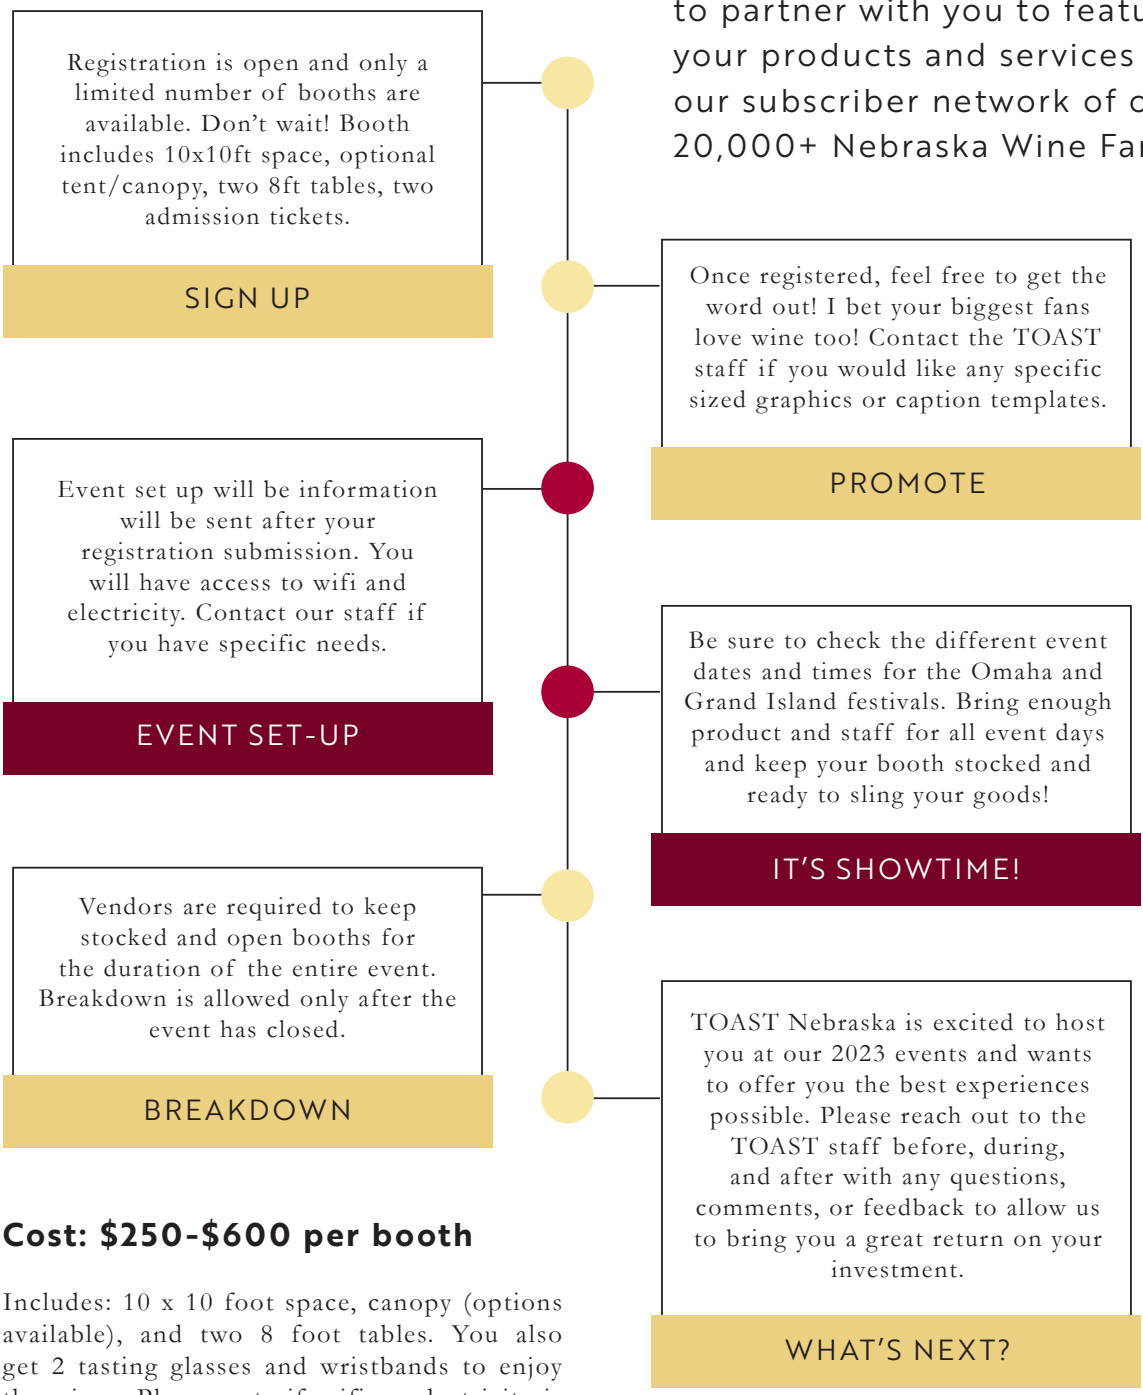 to partner with you to
your products and services
our subscriber network of
20,000+ Nebraska Wine
Registration is open and only a
limited number of booths are
available. Don't wait! Booth
includes 10x10ft space, optional
tent/canopy, two 8ft tables, two
admission tickets.
SIGN UP
Once registered, feel free to get the
word out! I bet your biggest fans
love wine too! Contact the TOAST
staff if you would like any specific
sized graphics or caption templates.
PROMOTE
Event set up will be information
will be sent after your
registration submission. You
will have access to wifi and
electricity. Contact our staff if
you have specific needs.
EVENT SET-UP
Be sure to check the different event
dates and times for the Omaha and
Grand Island festivals. Bring enough
product and staff for all event days
and keep your booth stocked and
ready to sling your goods!
IT'S SHOWTIME!
Vendors are required to keep
stocked and open booths for
the duration of the entire event.
Breakdown is allowed only after the
event has closed.
BREAKDOWN
TOAST Nebraska is excited to host
you at our 2023 events and wants
to offer you the best experiences
possible. Please reach out to the
TOAST staff before, during,
and after with any questions,
comments, or feedback to allow us
to bring you a great return on your
investment.
WHAT'S NEXT?
Cost: $250-$600 per booth
Includes: 10 x 10 foot space, canopy (options
available), and two 8 foot tables. You also
get 2 tasting glasses and wristbands to enjoy